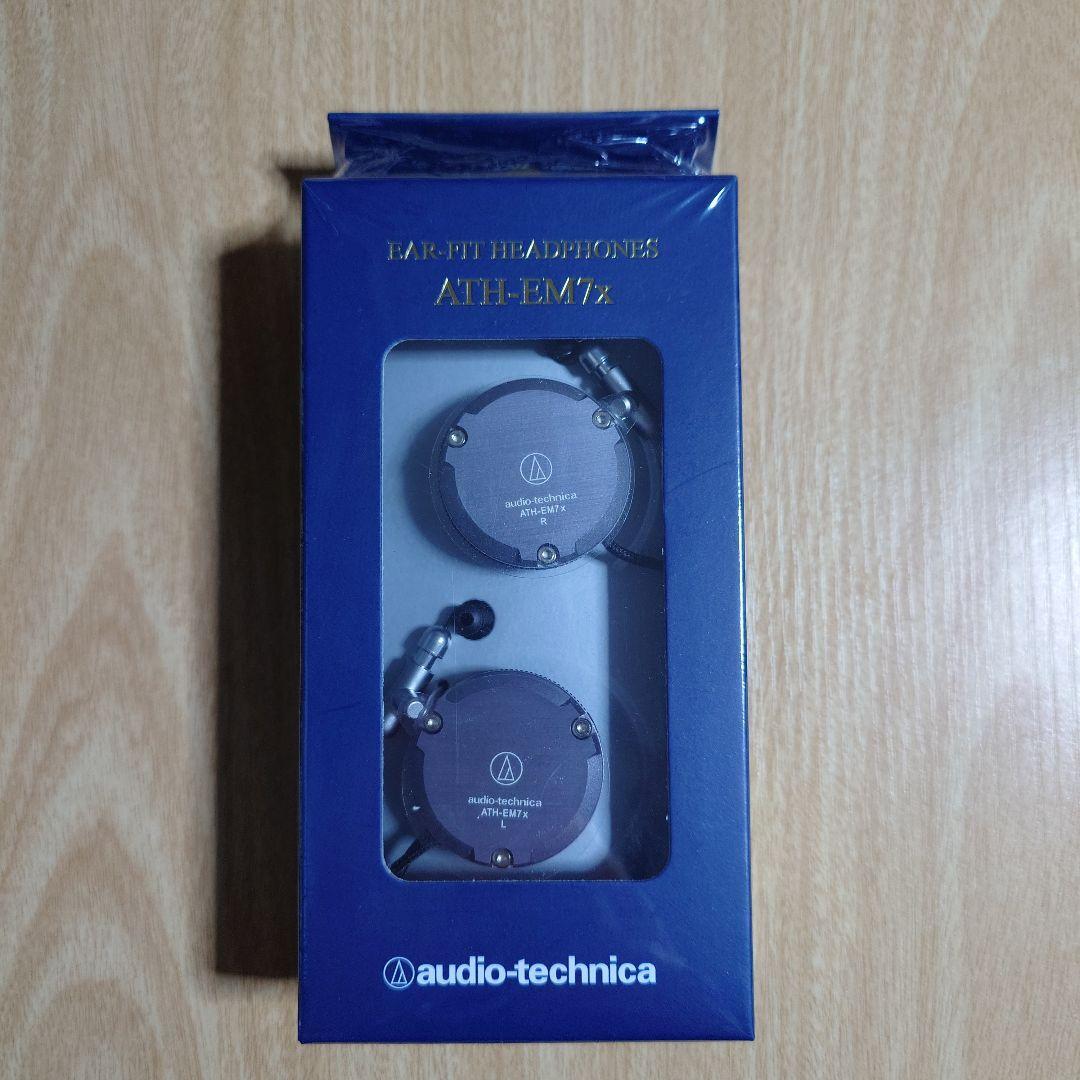 EAR-FIT HEADPHONES
ATH-EM7x
audio-technica
ATH-EM7x
R
audio-technica
ATH-EM7x
L
audio-technica